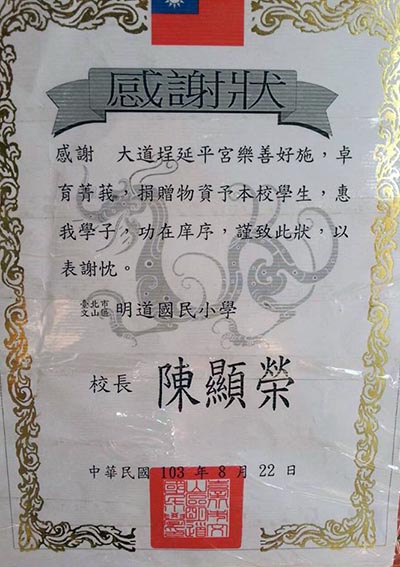 感謝狀
感謝　大道埕延平宮樂善好施，卓
育菁莪，捐贈物資予本校學生，惠
我學子，功在庠序，謹致此狀，以
表謝忱。
臺北市
文山區 明道國民小學
校長 陳顯榮
中華民國 103 年 8 月 22 日